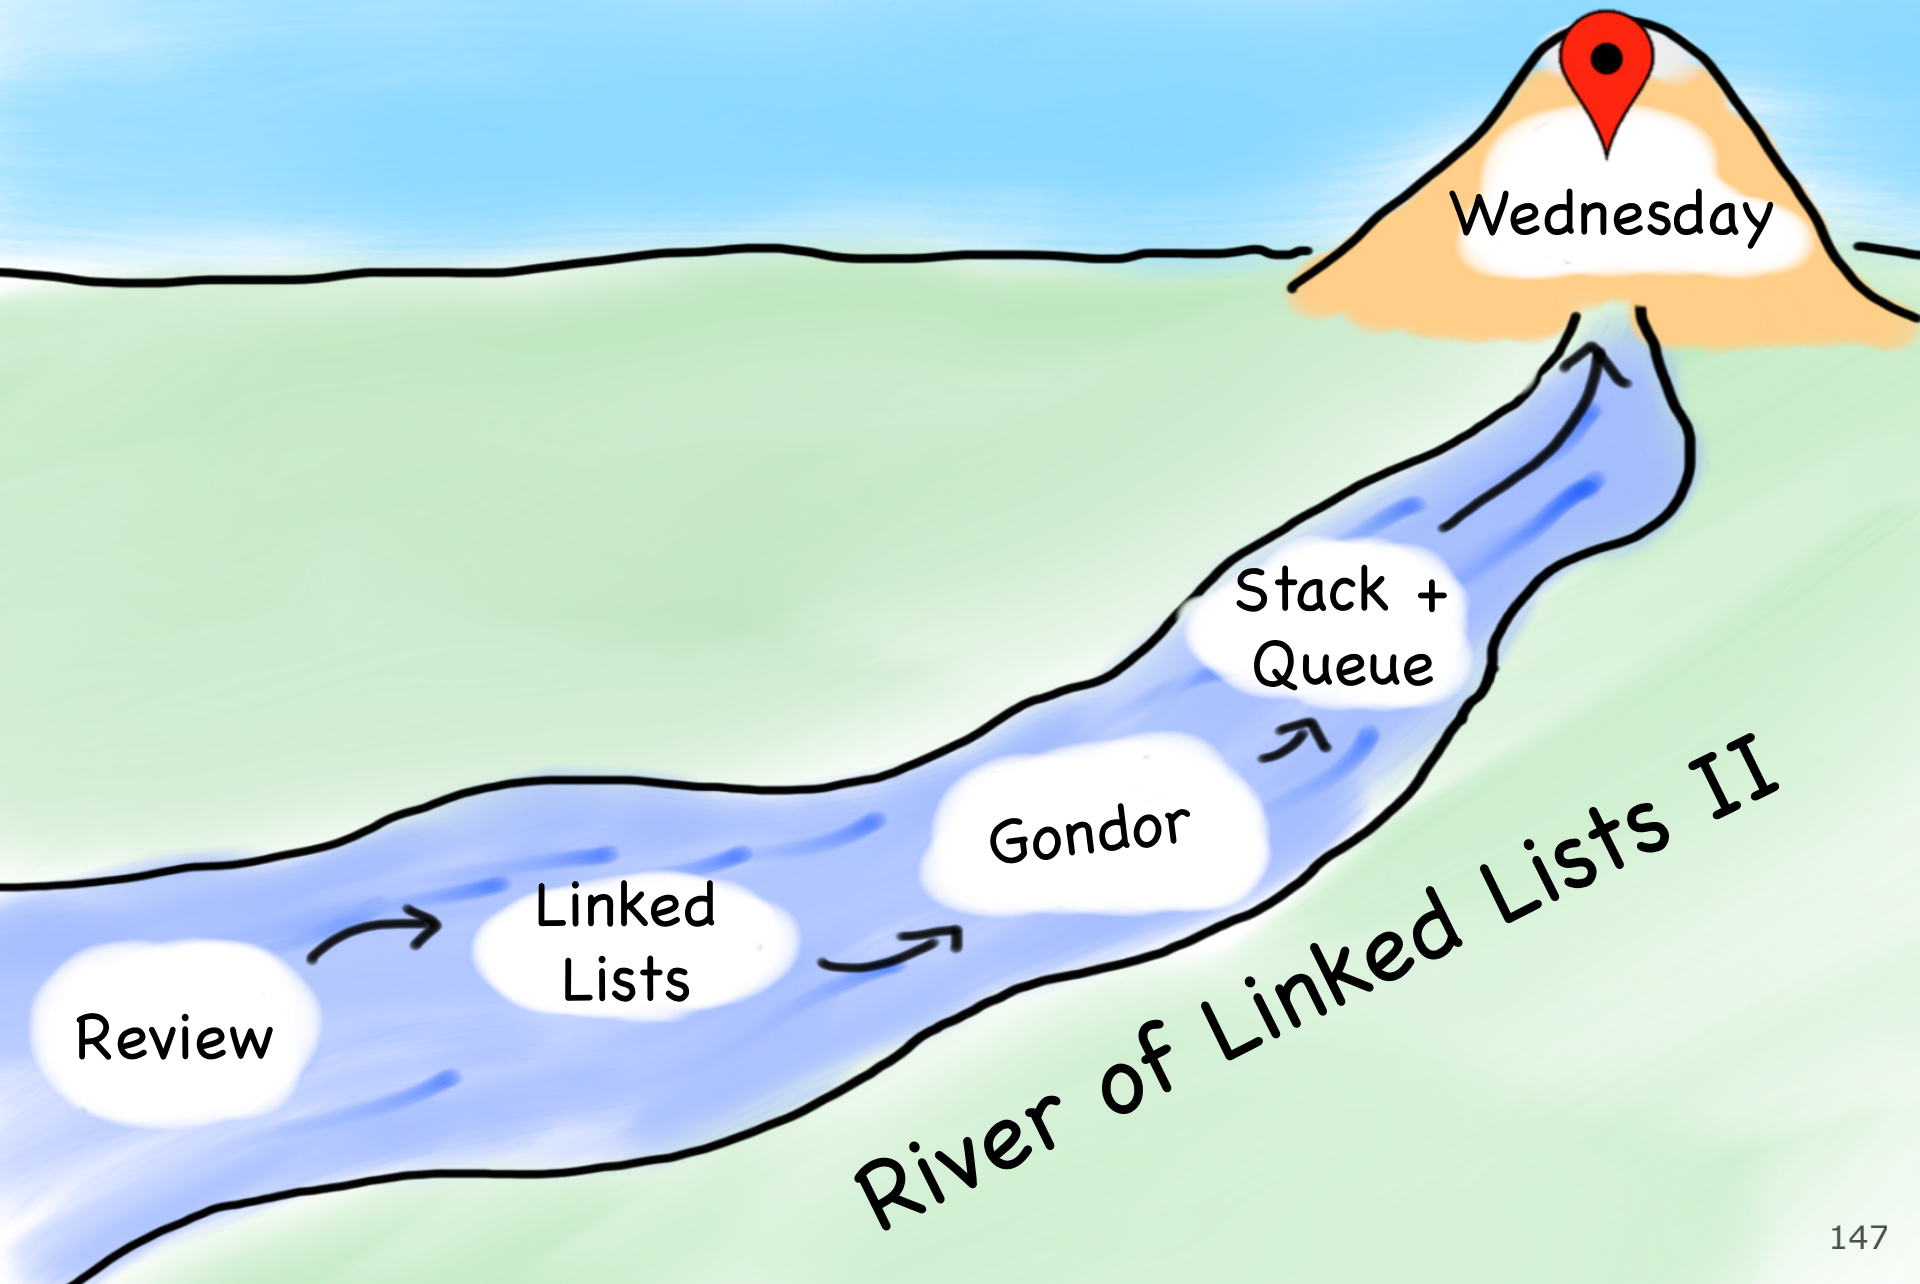 Wednesday
Stack +
Queue
Gondor
Linked
Lists
Review
River of Linked Lists II
147